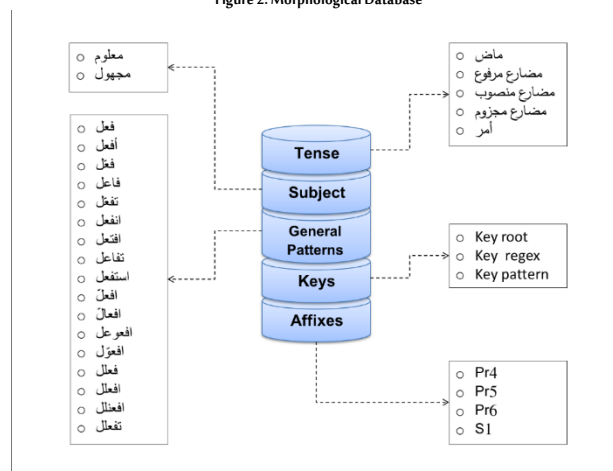 Figure 2. Morphological Database
معلوم
مجهول
ماض
مضارع مرفوع
مضارع منصوب
مضارع مجزوم
أمر
فعل
أفعل
فعّل
فاعل
تفعّل
انفعل
افتعل
تفاعل
استفعل
افعلّ
افعالّ
افعوعل
افعوّل
فعلل
افعلل
افعنلل
تفعلل
Tense
Subject
General
Patterns
Keys
Affixes
Key root
Key regex
Key pattern
Pr4
Pr5
Pr6
S1